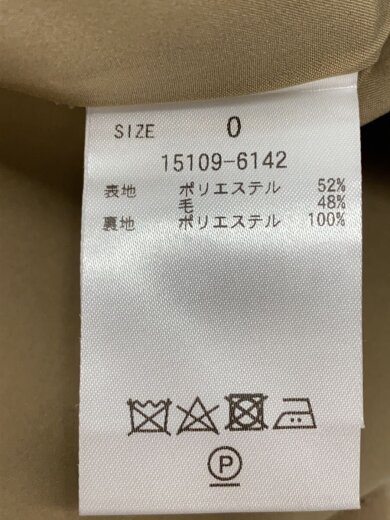 SIZE 0
15109-6142
表地 ポリエステル 52%
毛 48%
裏地 ポリエステル 100%
P